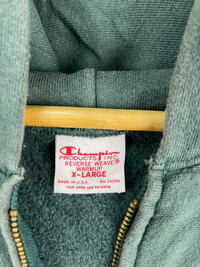 Champion
PRODUCTS INC.
REVERSE WEAVE®
WARMUP
X-LARGE
MADE IN U.S.A. RN 26094
FOR CARE SEE REVERSE